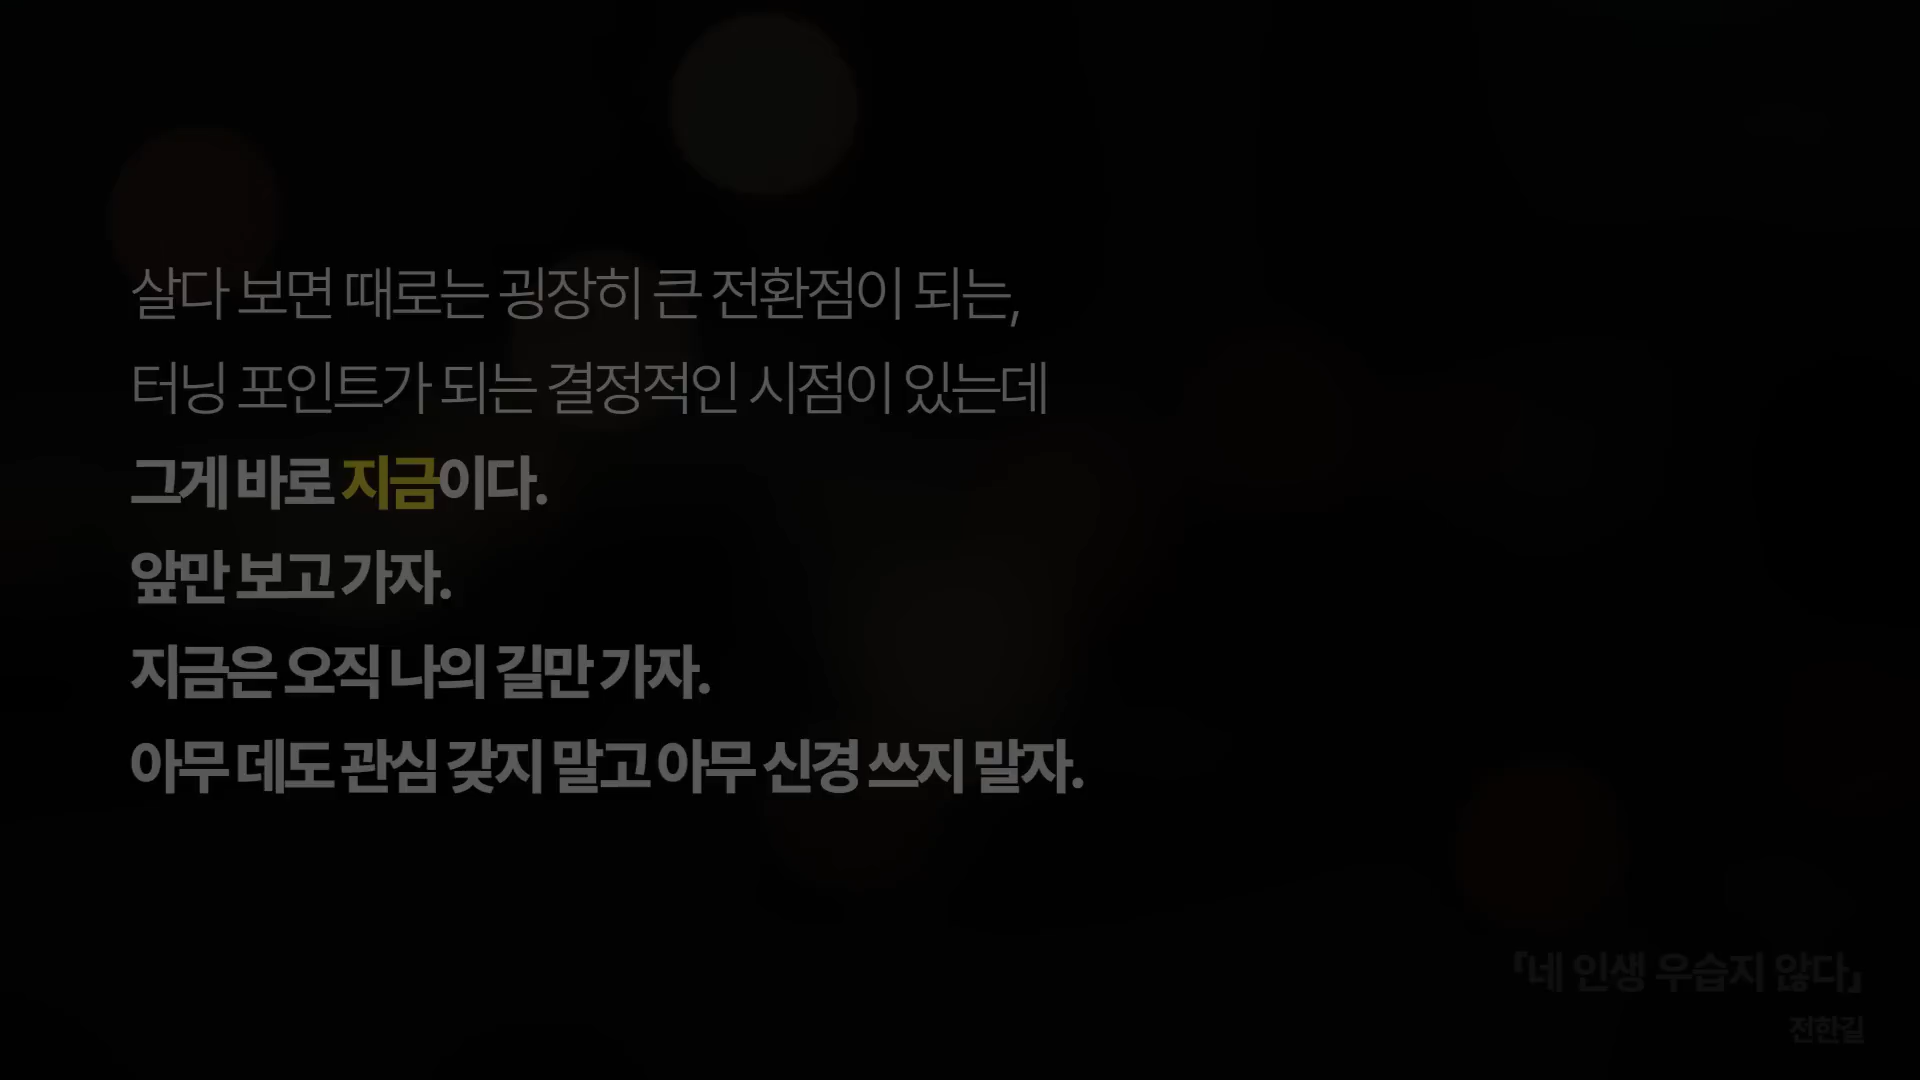 살다 보면 때로는 굉장히 큰 전환점이 되는,
터닝 포인트가 되는 결정적인 시점이 있는데
그게 바로 지금이다.
앞만 보고 가자.
지금은 오직 나의 길만 가자.
아무 데도 관심 갖지 말고 아무 신경 쓰지 말자.
『네 인생 우습지 않다』
전한길